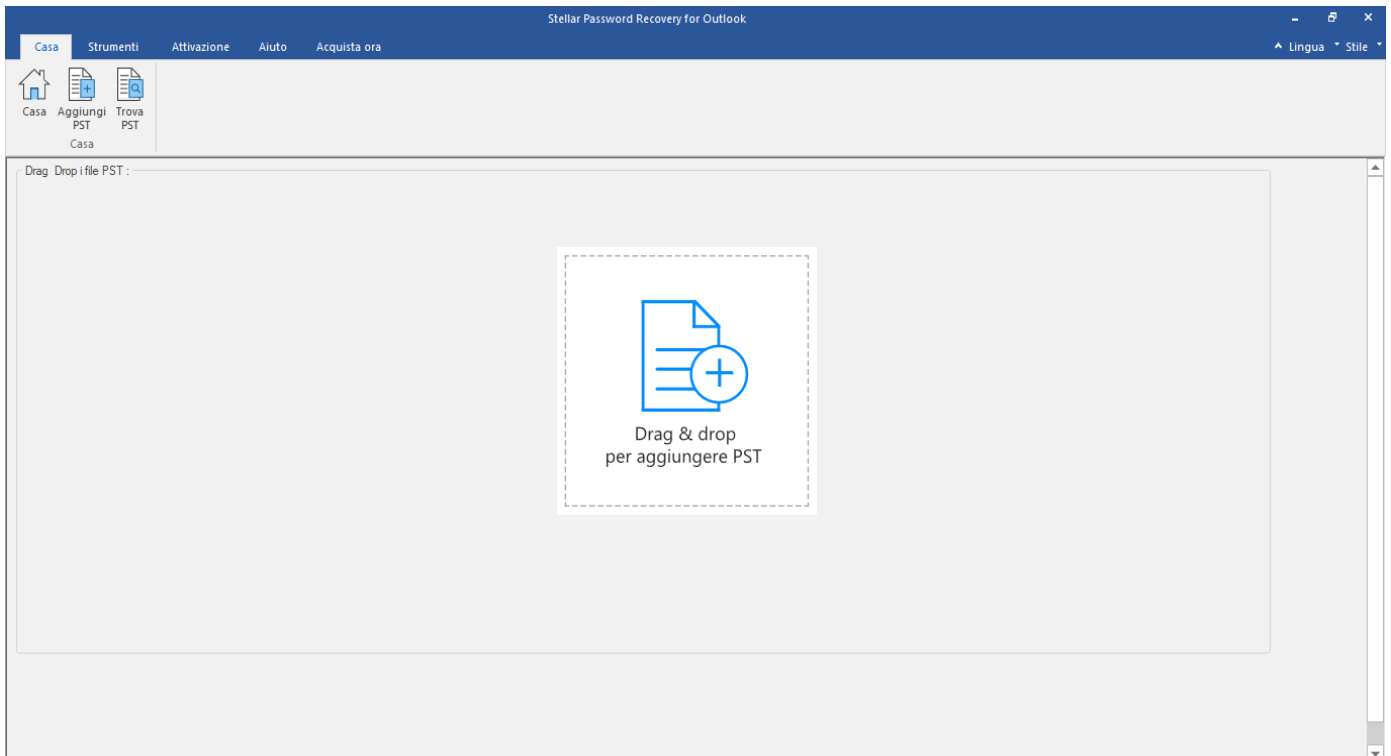 Stellar Password Recovery for Outlook
Casa Strumenti Attivazione Aiuto Acquista ora Lingua Stile
Casa Aggiungi PST Trova PST
Casa
Drag Drop i file PST :
Drag & drop
per aggiungere PST